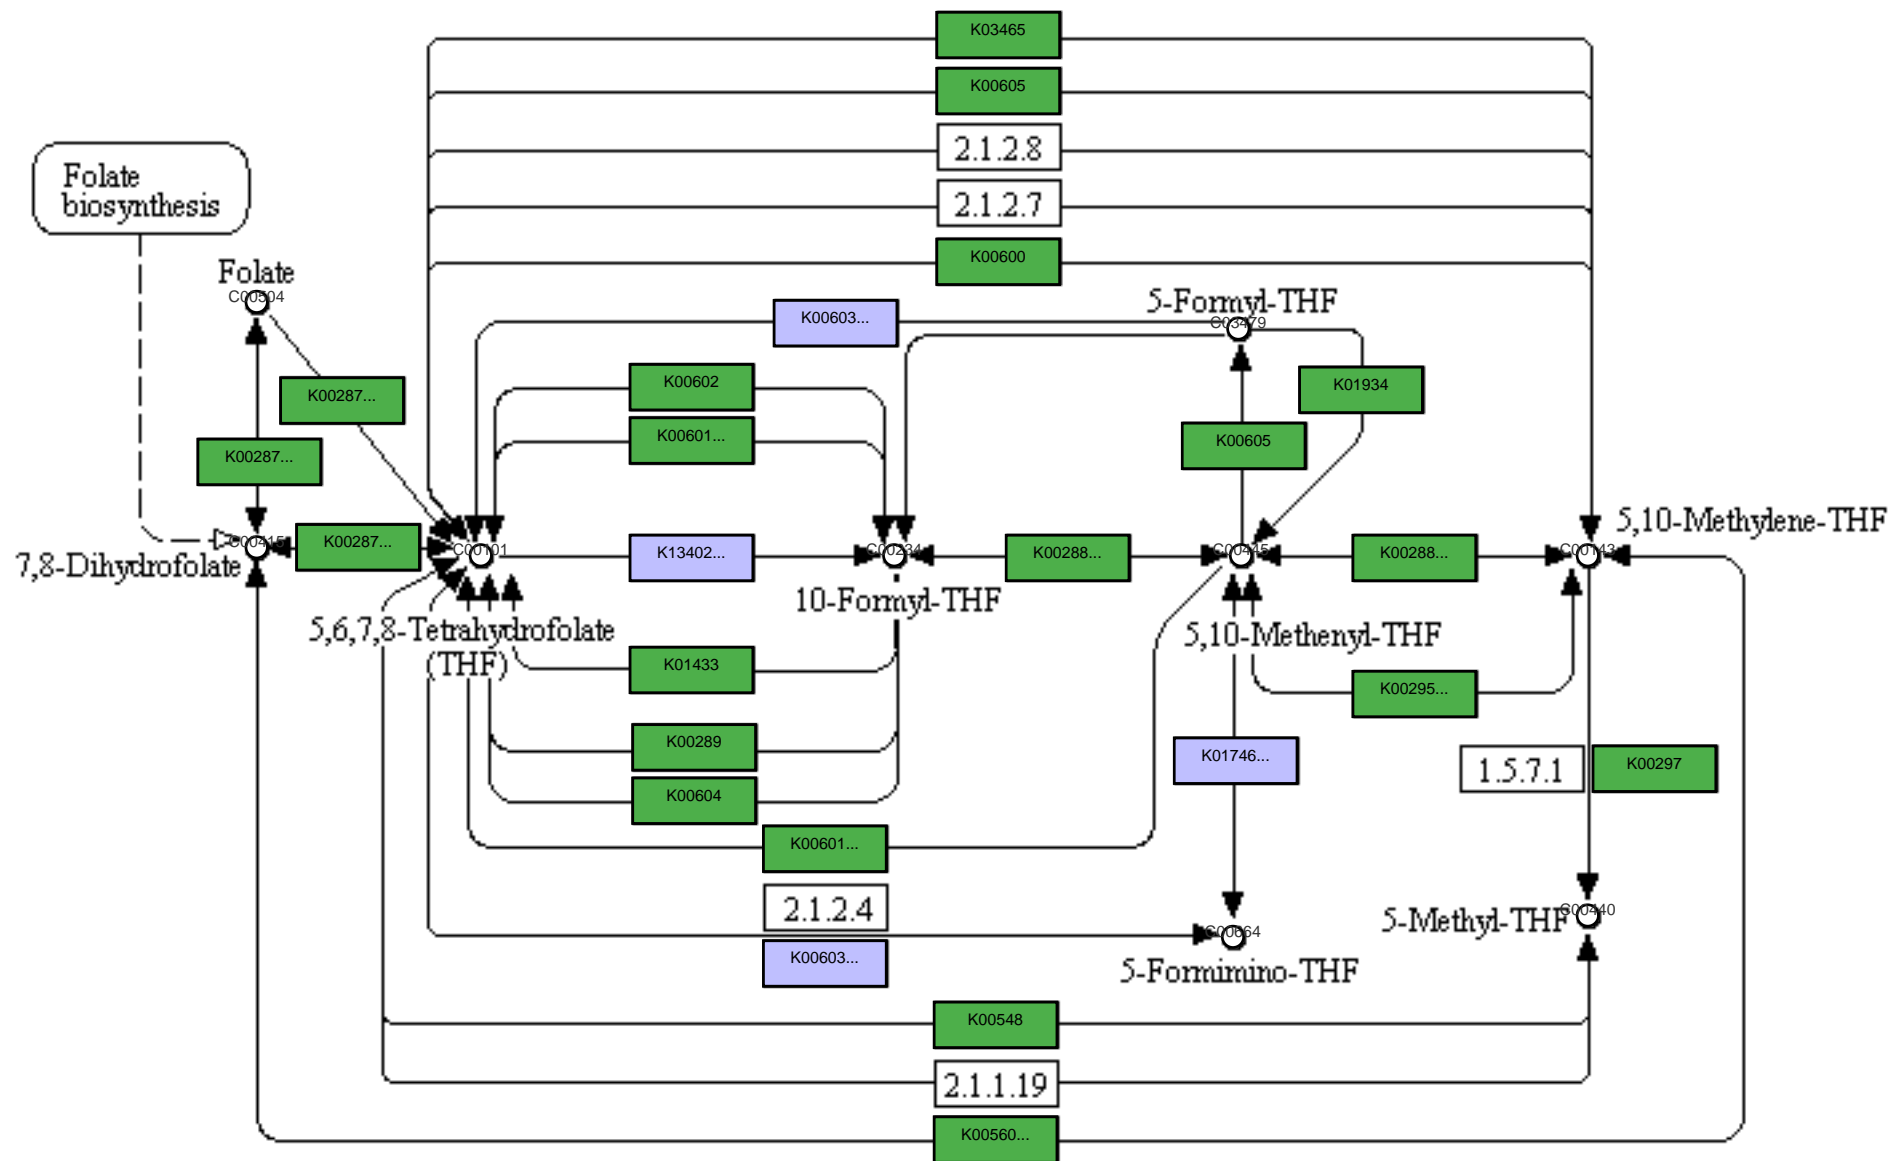 K03465
K00605
2.1.2.8
2.1.2.7
K00600
Folate
biosynthesis
Folate
C00504
K00603...
5-Formyl-THF
C03479
K00287...
K00602
K01934
K00601...
K00605
K00287...
C00415
K00287...
C00101
K13402...
C00234
K00288...
C00445
K00288...
C00143
5,10-Methylene-THF
7,8-Dihydrofolate
10-Formyl-THF
5,6,7,8-Tetrahydrofolate
(THF)
5,10-Methenyl-THF
K01433
K00295...
K00289
K01746...
1.5.7.1
K00297
K00604
K00601...
2.1.2.4
K00603...
C00664
5-Formimino-THF
5-Methyl-THF
C00440
K00548
2.1.1.19
K00560...